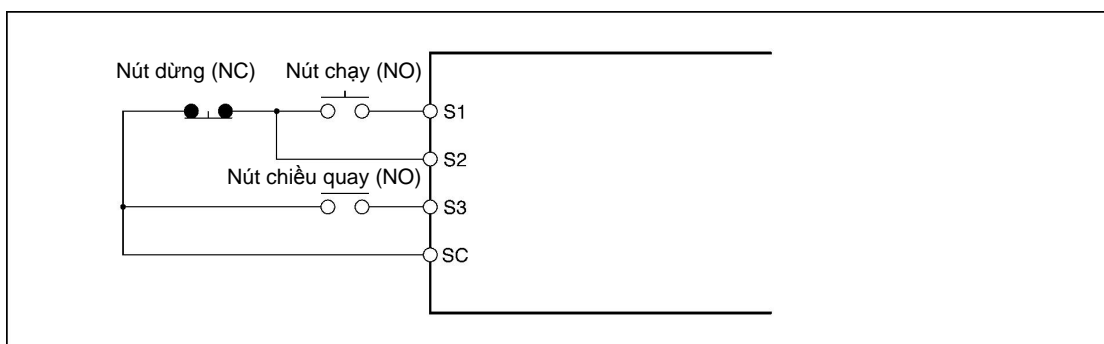 Nút dừng (NC)
Nút chạy (NO)
S1
S2
Nút chiều quay (NO)
S3
SC